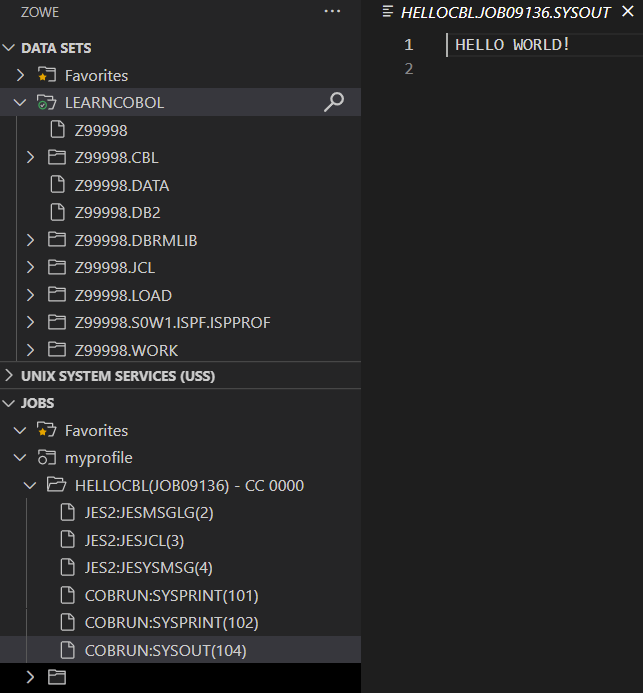 ZOWE
DATA SETS
Favorites
LEARNCOBOL
Z99998
Z99998.CBL
Z99998.DATA
Z99998.DB2
Z99998.DBRMLIB
Z99998.JCL
Z99998.LOAD
Z99998.S0W1.ISPF.ISPPROF
Z99998.WORK
UNIX SYSTEM SERVICES (USS)
JOBS
Favorites
myprofile
HELLOCBL(JOB09136) - CC 0000
JES2:JESMSGLG(2)
JES2:JESJCL(3)
JES2:JESYSMSG(4)
COBRUN:SYSPRINT(101)
COBRUN:SYSPRINT(102)
COBRUN:SYSOUT(104)
HELLOCBL.JOB09136.SYSOUT
1 HELLO WORLD!
2